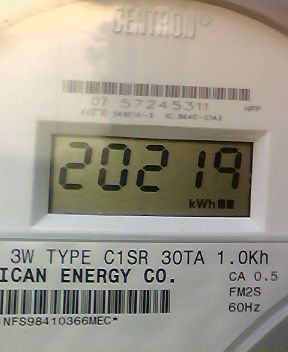 CENTRON®
07 57245311 HPP
20219
kWh
3W TYPE C1SR 30TA 1.0Kh
ICAN ENERGY CO.
CA 0.5
FM2S
60Hz
NFS98410366MEC*